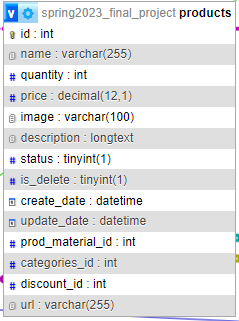 v spring2023_final_project products
id : int
name : varchar(255)
# quantity : int
# price : decimal(12,1)
image : varchar(100)
description : longtext
# status : tinyint(1)
# is_delete : tinyint(1)
create_date : datetime
update_date : datetime
# prod_material_id : int
# categories_id : int
# discount_id : int
url : varchar(255)